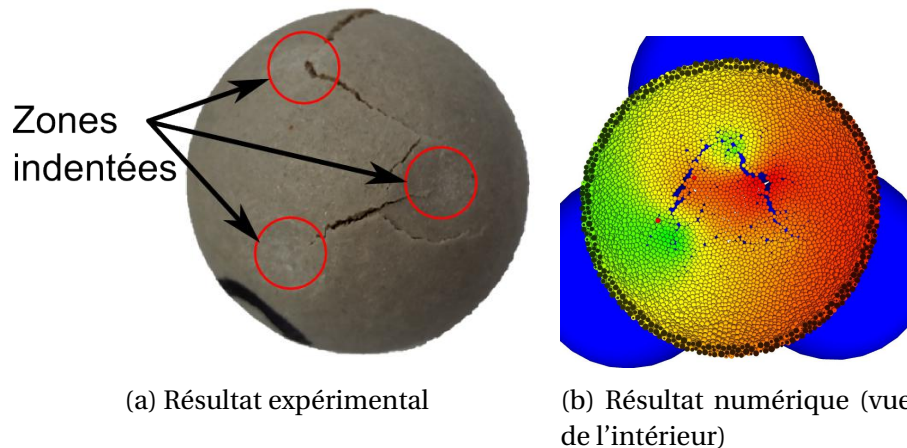 Zones
indentées
(a) Résultat expérimental
(b) Résultat numérique (vue
de l'intérieur)